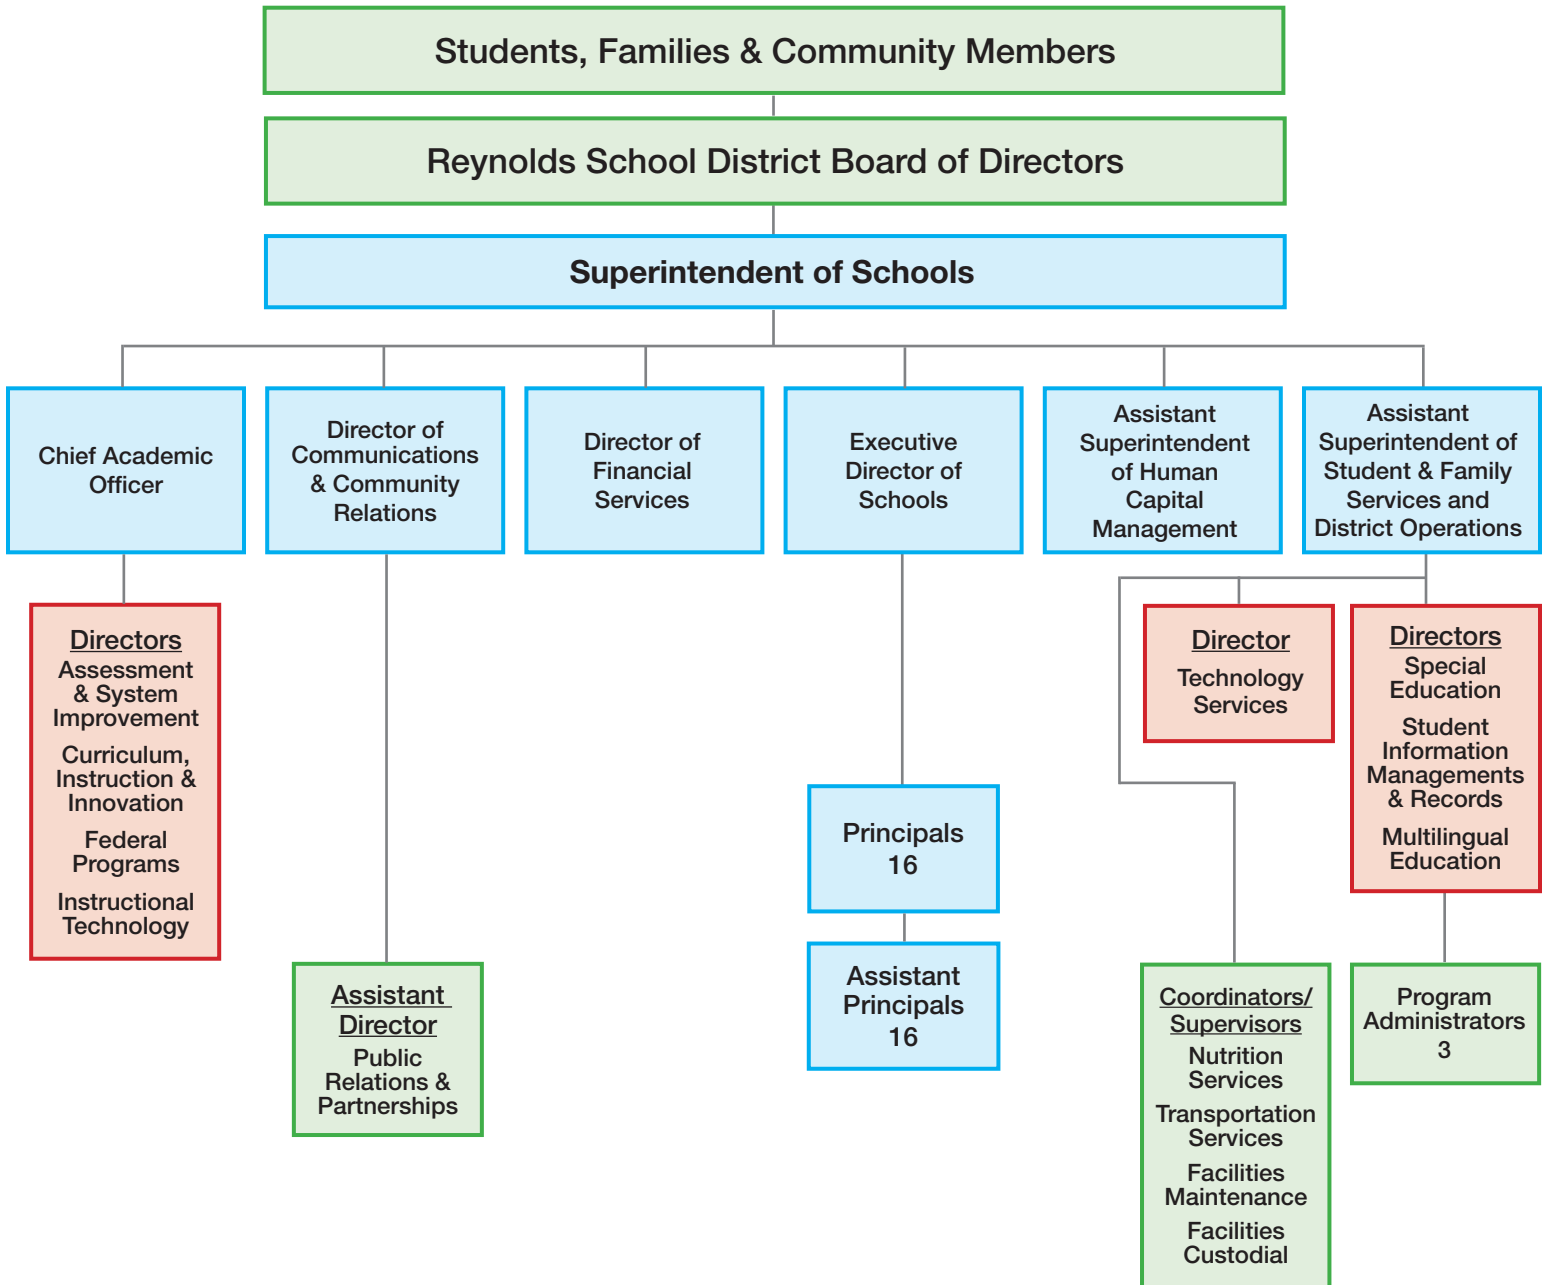 Students, Families & Community Members
Reynolds School District Board of Directors
Superintendent of Schools
Chief Academic
Officer
Director of
Communications
& Community
Relations
Director of
Financial
Services
Executive
Director of
Schools
Assistant
Superintendent
of Human
Capital
Management
Assistant
Superintendent of
Student & Family
Services and
District Operations
Directors
Assessment
& System
Improvement
Curriculum,
Instruction &
Innovation
Federal
Programs
Instructional
Technology
Assistant
Director
Public
Relations &
Partnerships
Principals
16
Assistant
Principals
16
Director
Technology
Services
Directors
Special
Education
Student
Information
Managements
& Records
Multilingual
Education
Coordinators/
Supervisors
Nutrition
Services
Transportation
Services
Facilities
Maintenance
Facilities
Custodial
Program
Administrators
3